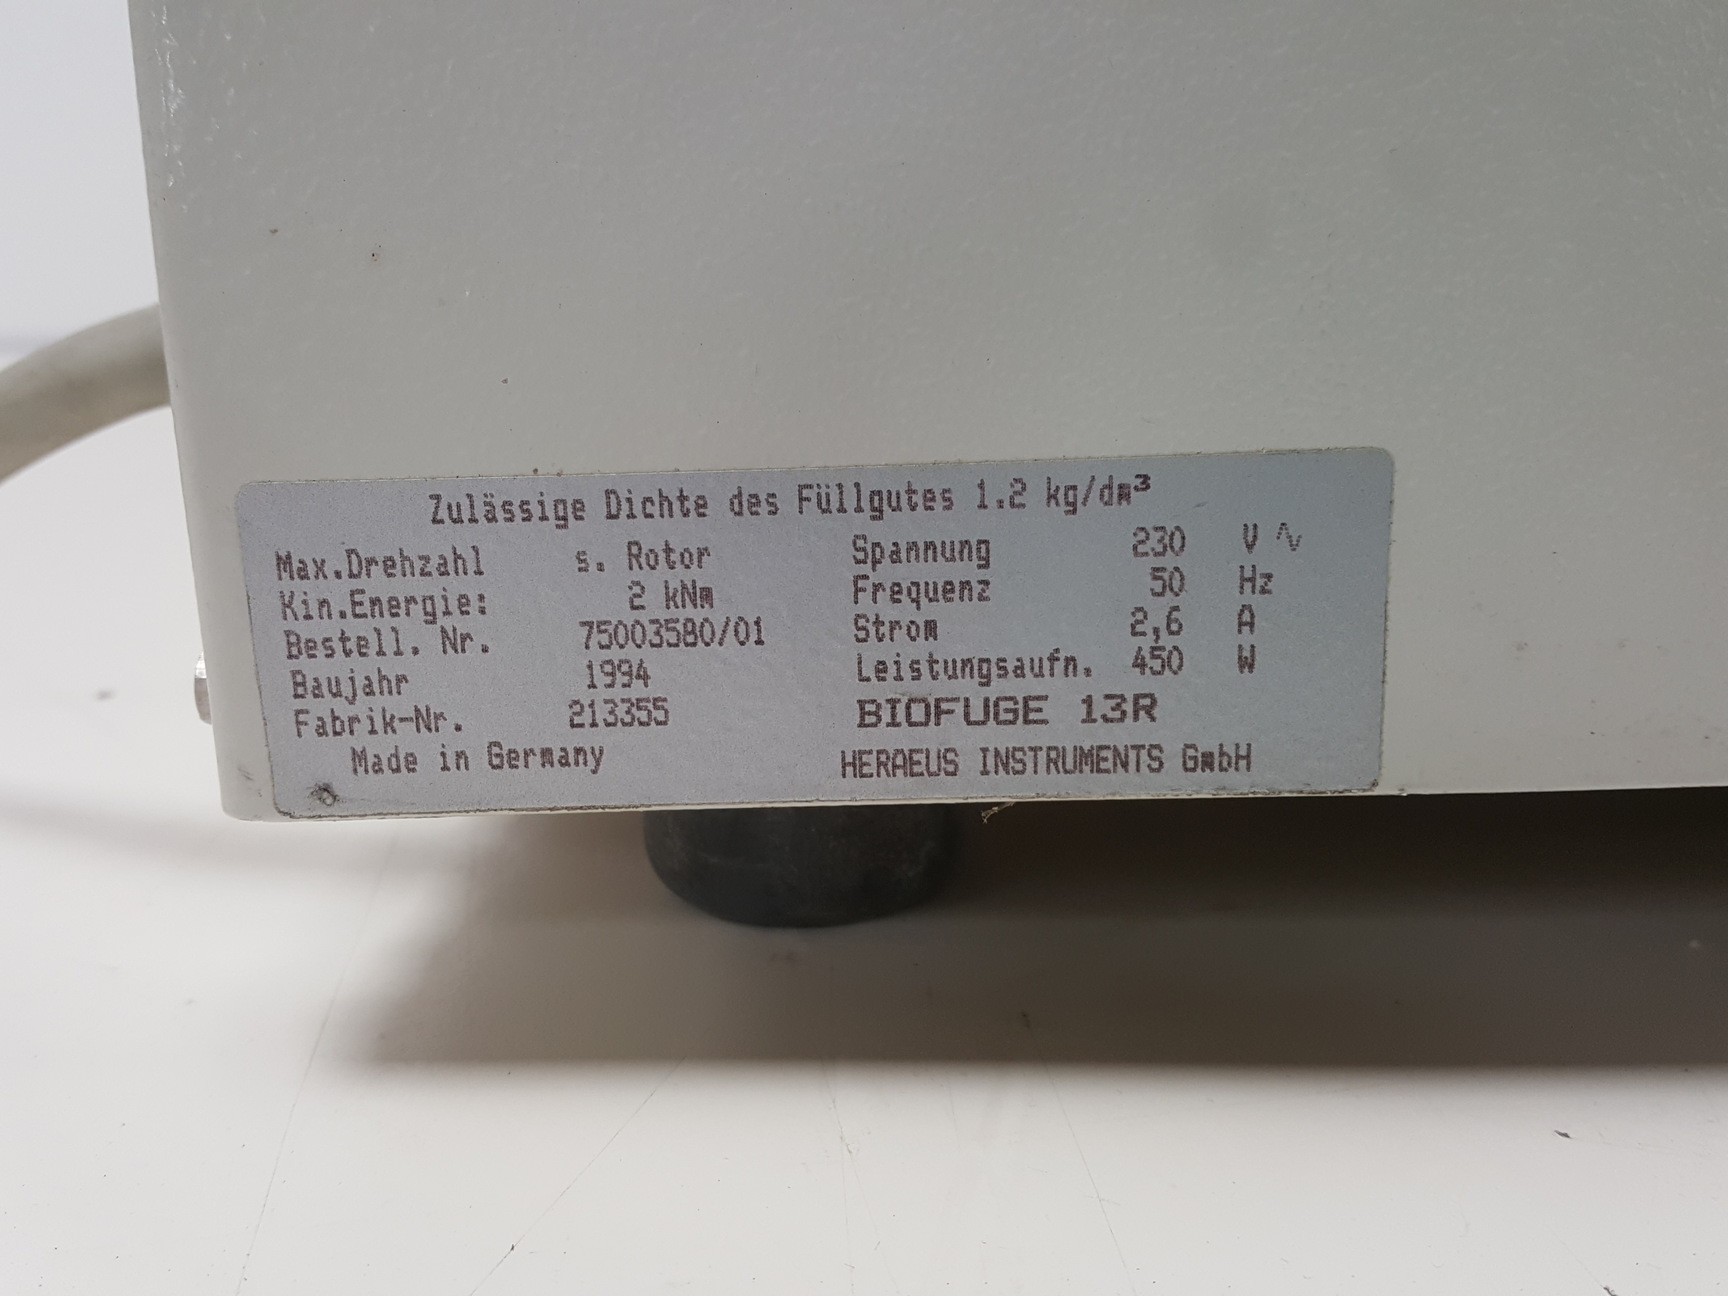 Zulässige Dichte des Füllgutes 1.2 kg/dm³
Max.Drehzahl s. Rotor Spannung 230 V ∿
Kin.Energie: 2 kNm Frequenz 50 Hz
Bestell. Nr. 75003580/01 Strom 2,6 A
Baujahr 1994 Leistungsaufn. 450 W
Fabrik-Nr. 213355 BIOFUGE 13R
Made in Germany HERAEUS INSTRUMENTS GmbH